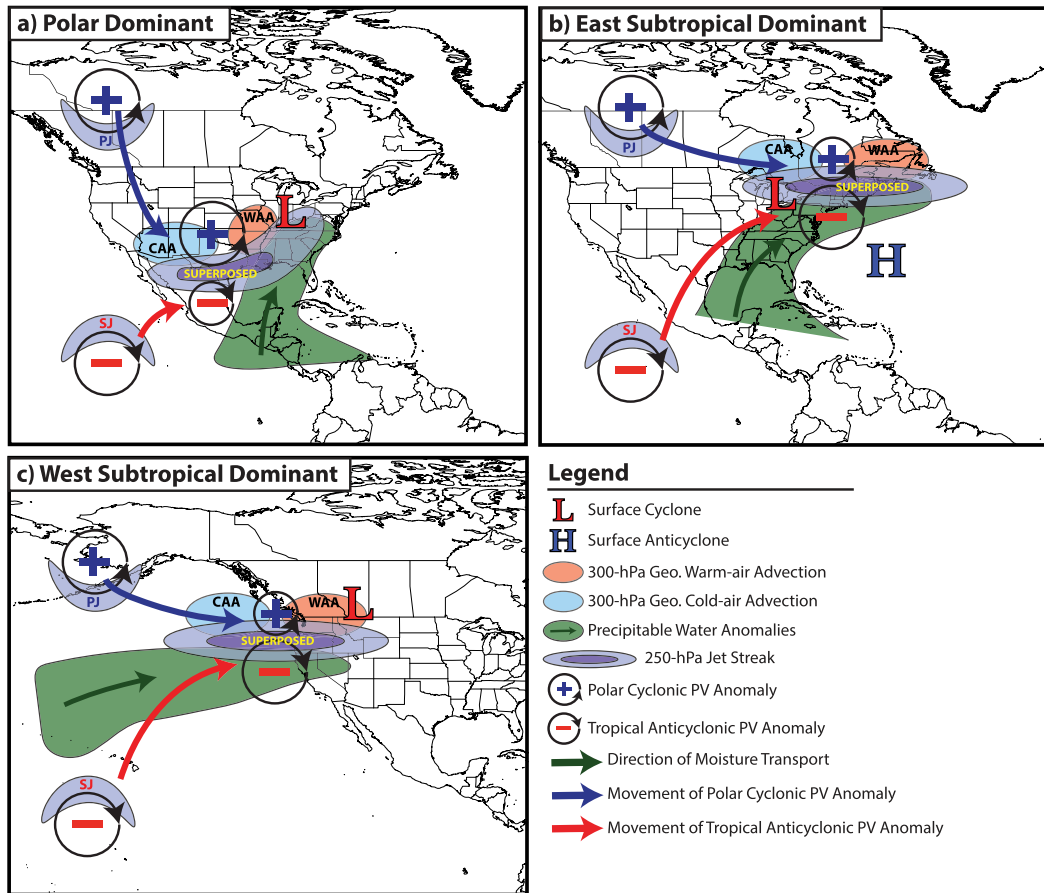 a) Polar Dominant
PJ
CAA
WAA
L
SUPERPOSED
SJ
b) East Subtropical Dominant
PJ
CAA
WAA
SUPERPOSED
L
H
SJ
c) West Subtropical Dominant
PJ
CAA
WAA
L
SUPERPOSED
SJ
Legend
L Surface Cyclone
H Surface Anticyclone
300-hPa Geo. Warm-air Advection
300-hPa Geo. Cold-air Advection
Precipitable Water Anomalies
250-hPa Jet Streak
Polar Cyclonic PV Anomaly
Tropical Anticyclonic PV Anomaly
Direction of Moisture Transport
Movement of Polar Cyclonic PV Anomaly
Movement of Tropical Anticyclonic PV Anomaly